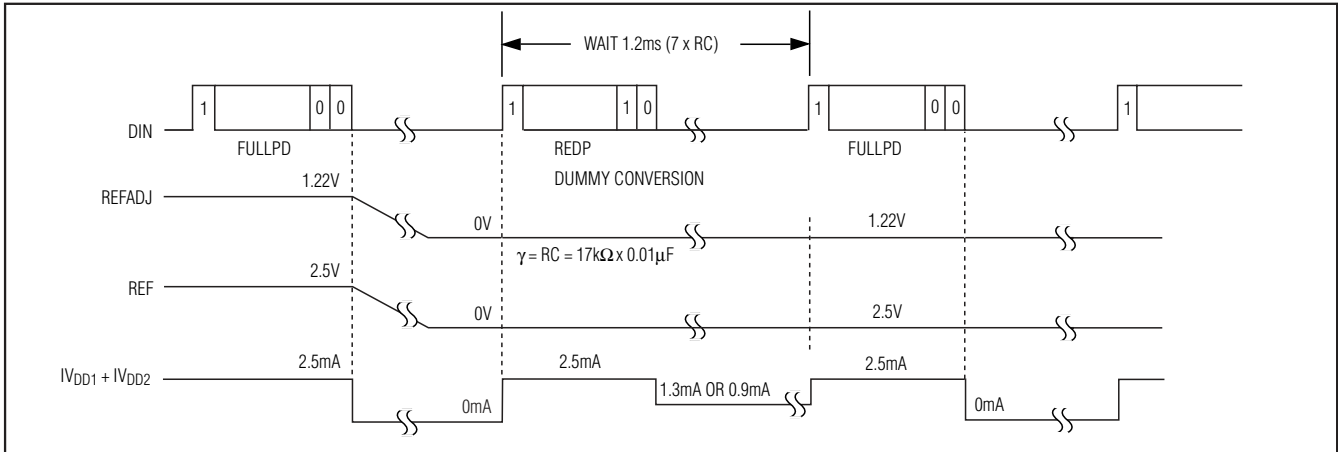 WAIT 1.2ms (7 x RC)
DIN 1 0 0 1 1 0 1 0 0 1
FULLPD REDP FULLPD
DUMMY CONVERSION
REFADJ 1.22V 0V 1.22V
γ = RC = 17kΩ x 0.01μF
REF 2.5V 0V 2.5V
IVDD1 + IVDD2 2.5mA 0mA 2.5mA 1.3mA OR 0.9mA 2.5mA 0mA